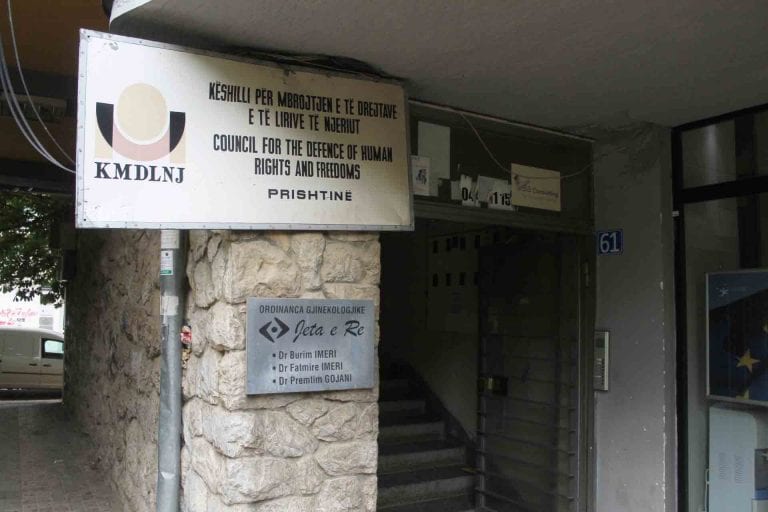 KMDLNJ
KËSHILLI PËR MBROJTJEN E TË DREJTAVE
E TË LIRIVE TË NJERIUT
COUNCIL FOR THE DEFENCE OF HUMAN
RIGHTS AND FREEDOMS
PRISHTINË
ORDINANCA GJINEKOLOGJIKE
Jeta e Re
• Dr Burim IMERI
• Dr Fatmire IMERI
• Dr Premtim GOJANI
Consulting
61